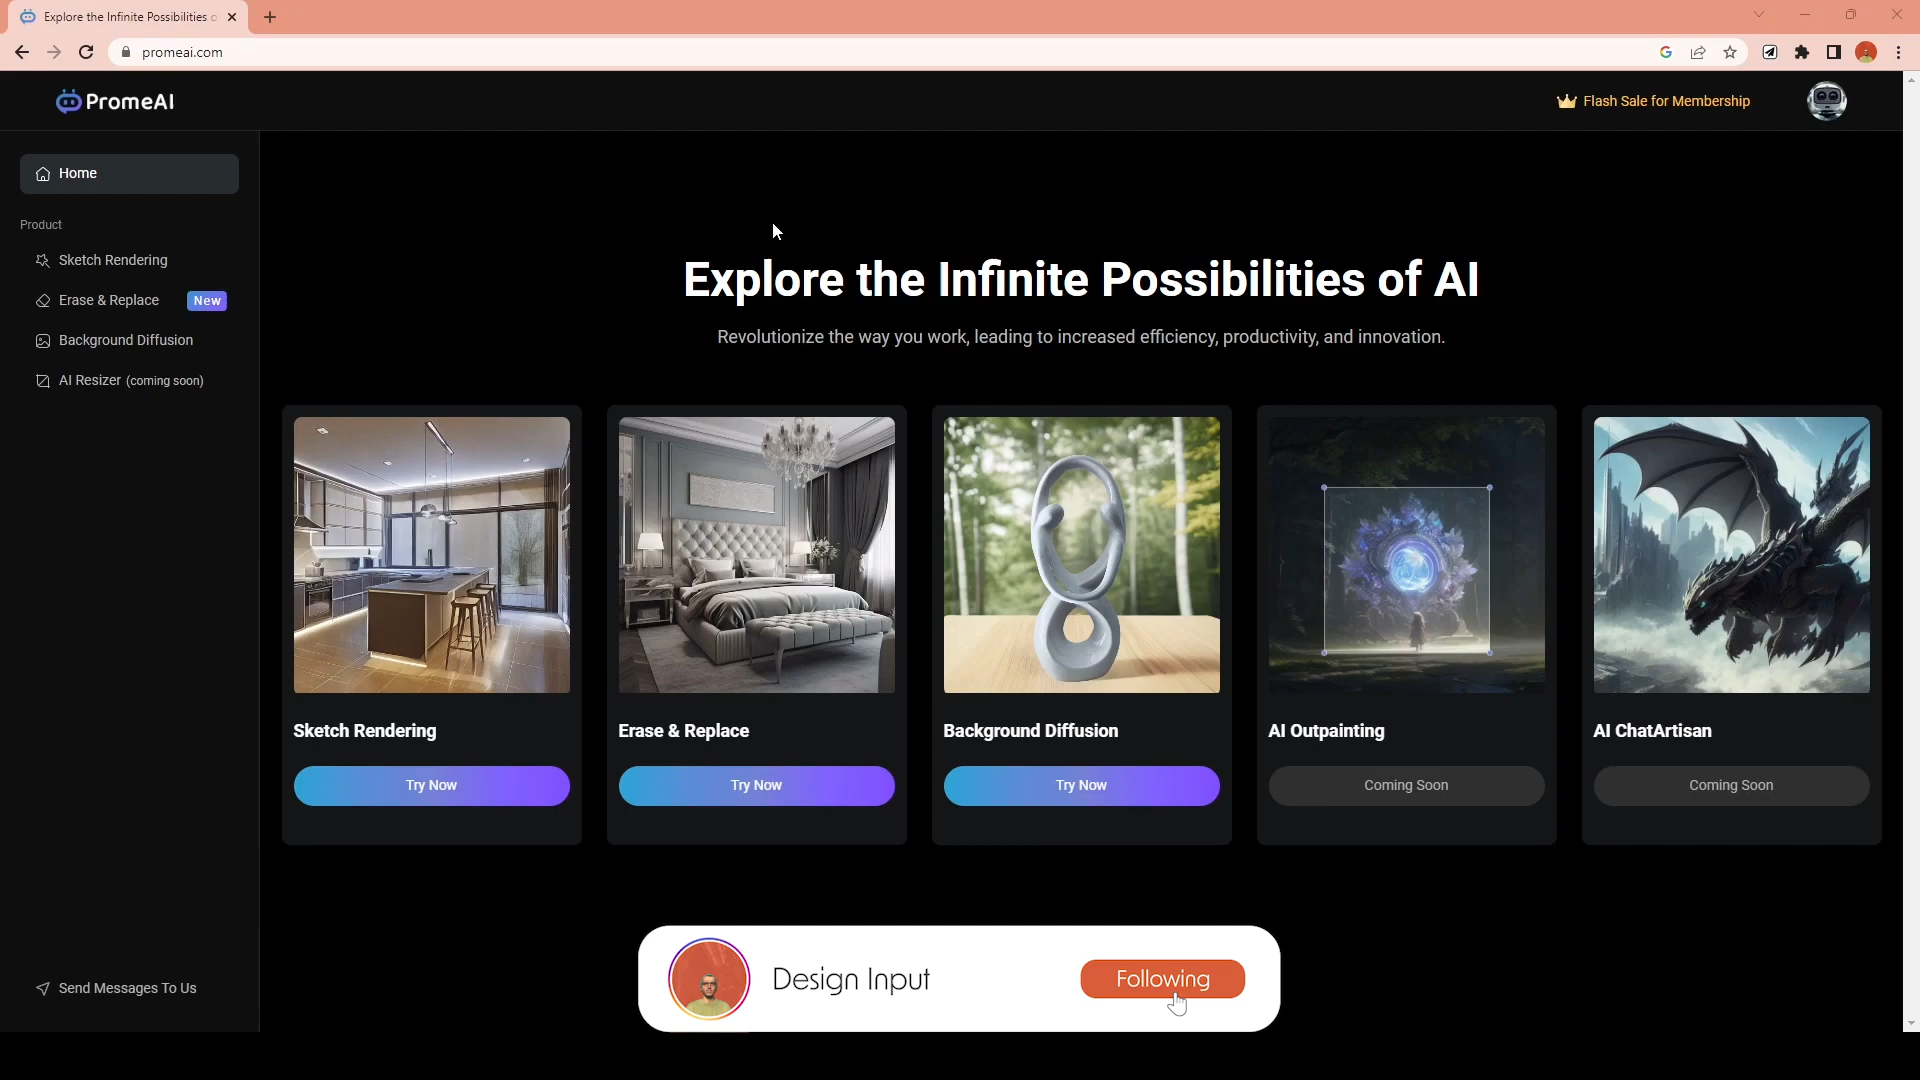 Explore the Infinite Possibilities o
promeai.com
PromeAI
Flash Sale for Membership
Home
Product
Sketch Rendering
Erase & Replace New
Background Diffusion
AI Resizer (coming soon)
Send Messages To Us
Explore the Infinite Possibilities of AI
Revolutionize the way you work, leading to increased efficiency, productivity, and innovation.
Sketch Rendering
Try Now
Erase & Replace
Try Now
Background Diffusion
Try Now
AI Outpainting
Coming Soon
AI ChatArtisan
Coming Soon
Design Input
Following